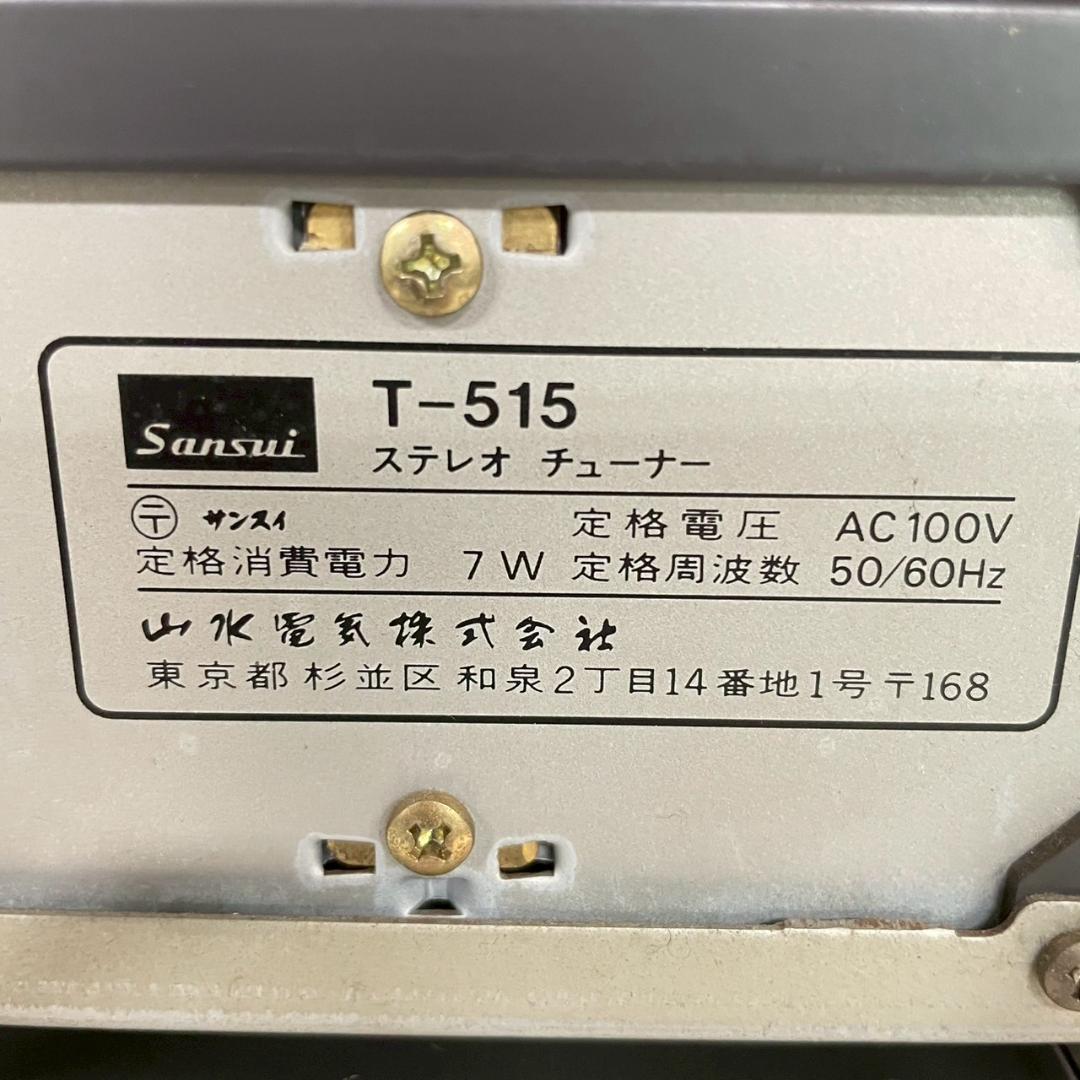 Sansui T-515
ステレオ チューナー
〒 サンスイ 定格電圧 AC100V
定格消費電力 7W 定格周波数 50/60Hz
山水電気株式会社
東京都杉並区和泉2丁目14番地1号〒168